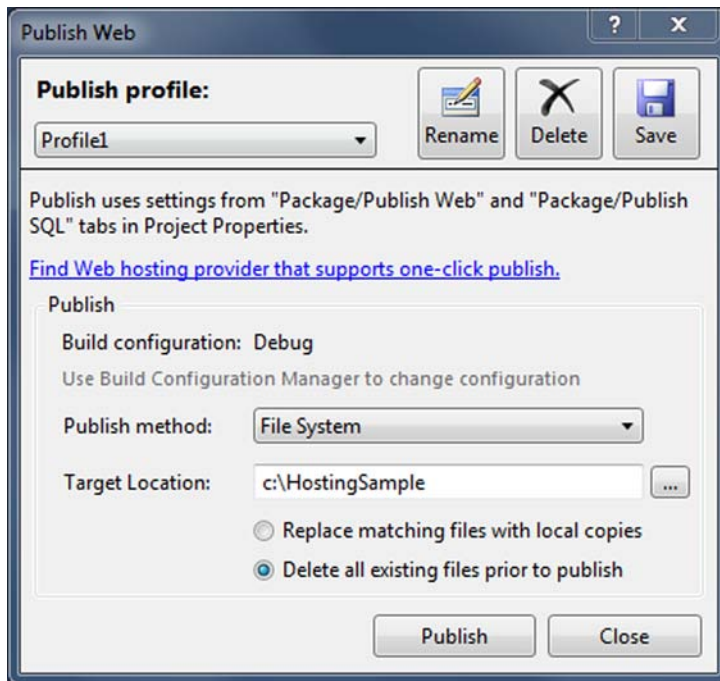 Publish Web
? X
Publish profile:
Profile1
Rename
Delete
Save
Publish uses settings from "Package/Publish Web" and "Package/Publish
SQL" tabs in Project Properties.
Find Web hosting provider that supports one-click publish.
Publish
Build configuration: Debug
Use Build Configuration Manager to change configuration
Publish method: File System
Target Location: c:\HostingSample ...
Replace matching files with local copies
Delete all existing files prior to publish
Publish
Close